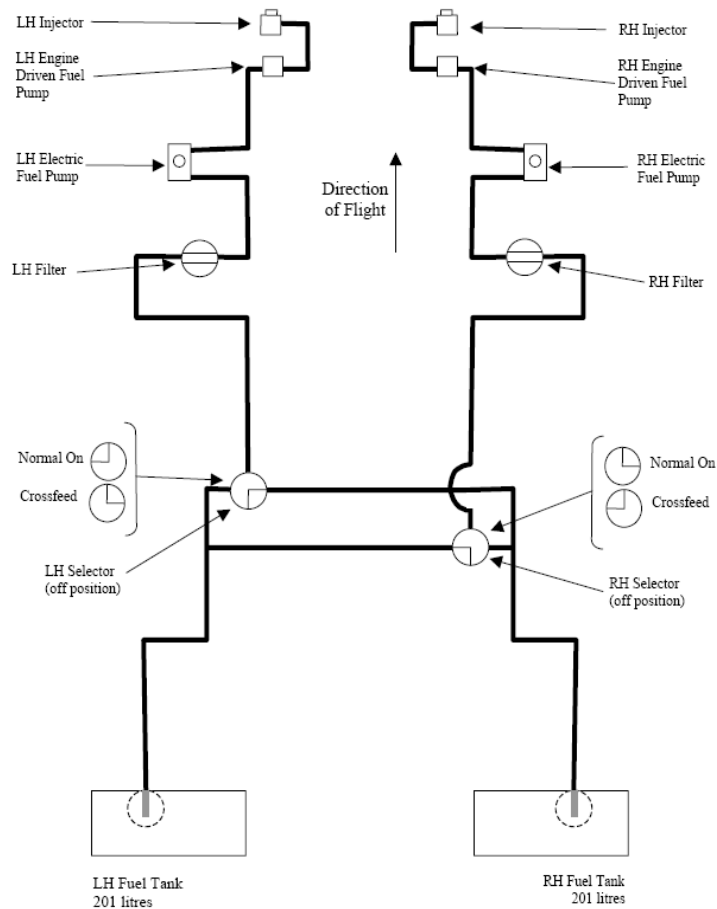 LH Injector
LH Engine
Driven Fuel
Pump
LH Electric
Fuel Pump
LH Filter
Normal On
Crossfeed
LH Selector
(off position)
LH Fuel Tank
201 litres
Direction
of Flight
RH Injector
RH Engine
Driven Fuel
Pump
RH Electric
Fuel Pump
RH Filter
Normal On
Crossfeed
RH Selector
(off position)
RH Fuel Tank
201 litres